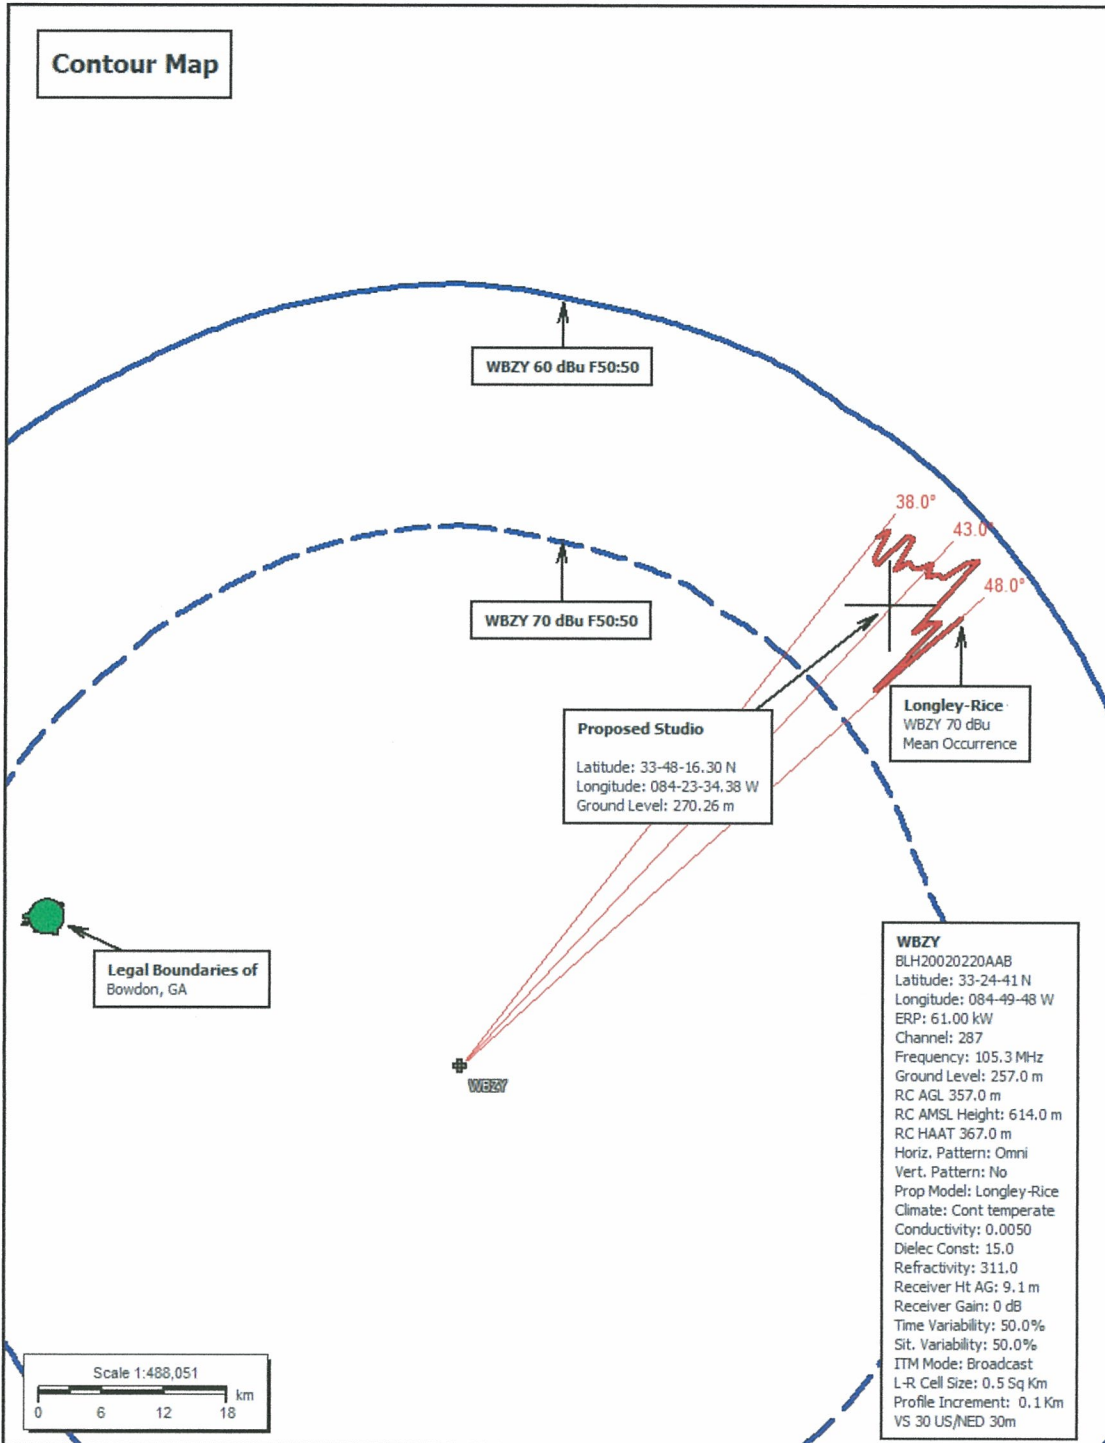 Contour Map
WBZY 60 dBu F50:50
38.0°
43.0°
WBZY 70 dBu F50:50
48.0°
Proposed Studio
Latitude: 33-48-16.30 N
Longitude: 084-23-34.38 W
Ground Level: 270.26 m
Longley-Rice
WBZY 70 dBu
Mean Occurrence
Legal Boundaries of
Bowdon, GA
WBZY
WBZY
BLH20020220AAB
Latitude: 33-24-41 N
Longitude: 084-49-48 W
ERP: 61.00 kW
Channel: 287
Frequency: 105.3 MHz
Ground Level: 257.0 m
RC AGL 357.0 m
RC AMSL Height: 614.0 m
RC HAAT 367.0 m
Horiz. Pattern: Omni
Vert. Pattern: No
Prop Model: Longley-Rice
Climate: Cont temperate
Conductivity: 0.0050
Dielec Const: 15.0
Refractivity: 311.0
Receiver Ht AG: 9.1 m
Receiver Gain: 0 dB
Time Variability: 50.0%
Sit. Variability: 50.0%
ITM Mode: Broadcast
L-R Cell Size: 0.5 Sq Km
Profile Increment: 0.1 Km
VS 30 US/NED 30m
Scale 1:488,051
km
0 6 12 18